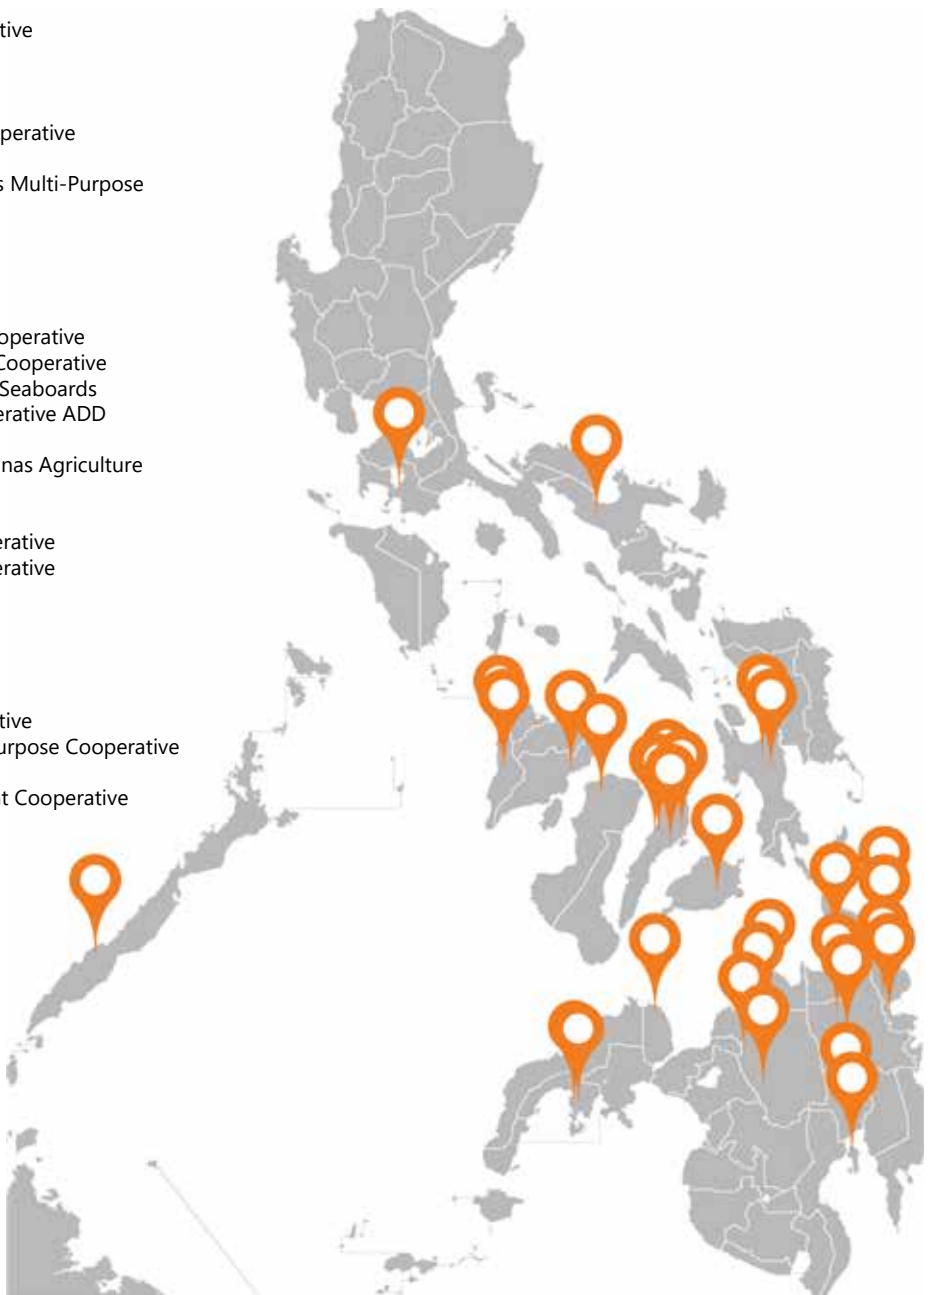 tive
perative
s Multi-Purpose
operative
Cooperative
Seaboards
erative ADD
nas Agriculture
erative
erative
tive
urpose Cooperative
t Cooperative